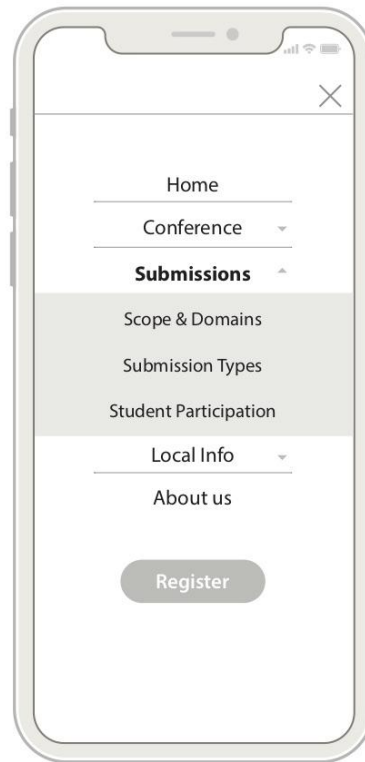 Home
Conference
Submissions
Scope & Domains
Submission Types
Student Participation
Local Info
About us
Register